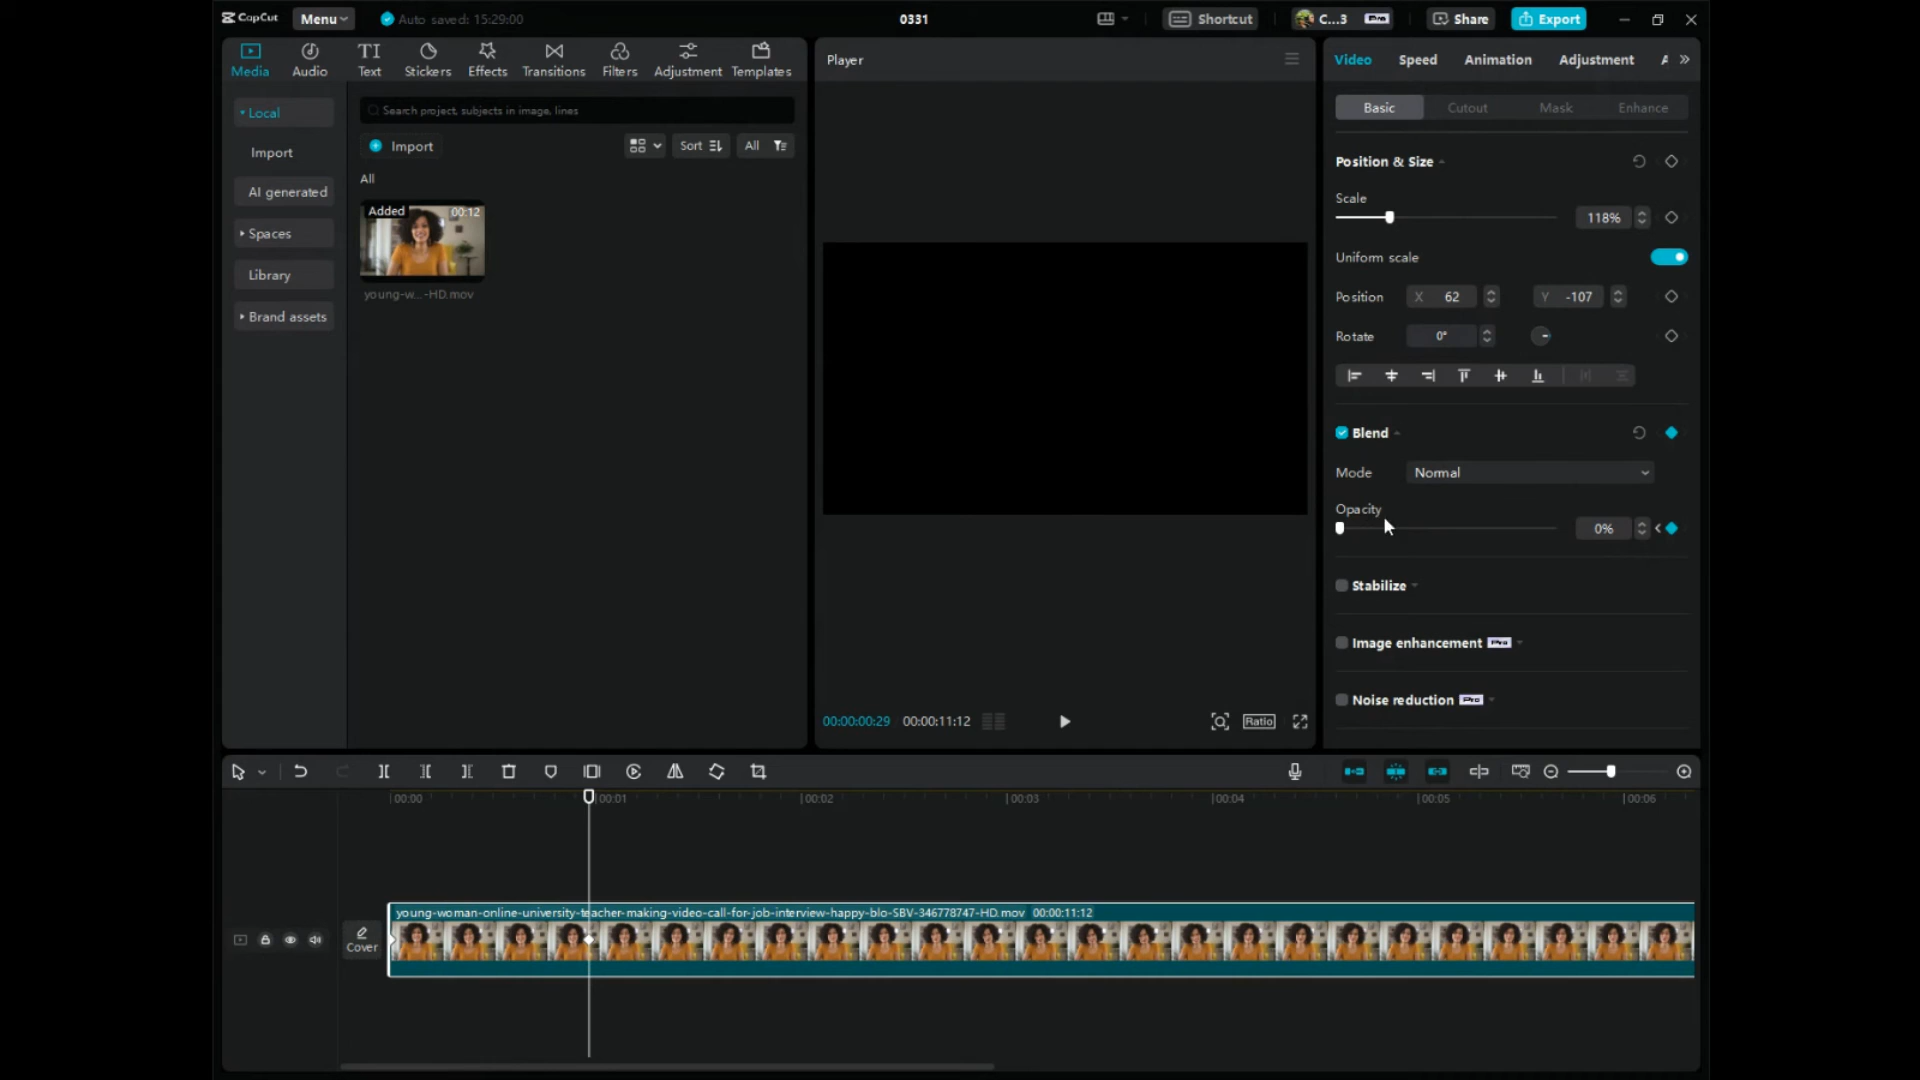 CapCut
Menu
Auto saved: 15:29:00
0331
Shortcut
C...3
Pro
Share
Export
Media
Audio
TI
Text
Stickers
Effects
Transitions
Filters
Adjustment
Templates
Local
Import
AI generated
Spaces
Library
Brand assets
Search project, subjects in image, lines
Import
Sort
All
All
Added
00:12
young-w...-HD.mov
Player
00:00:00:29
00:00:11:12
Ratio
Video
Speed
Animation
Adjustment
Basic
Cutout
Mask
Enhance
Position & Size
Scale
118%
Uniform scale
Position
X 62
Y -107
Rotate
0°
Blend
Mode
Normal
Opacity
0%
Stabilize
Image enhancement Pro
Noise reduction Pro
00:00
00:01
00:02
00:03
00:04
00:05
00:06
Cover
young-woman-online-university-teacher-making-video-call-for-job-interview-happy-blo-SBV-346778747-HD.mov 00:00:11:12